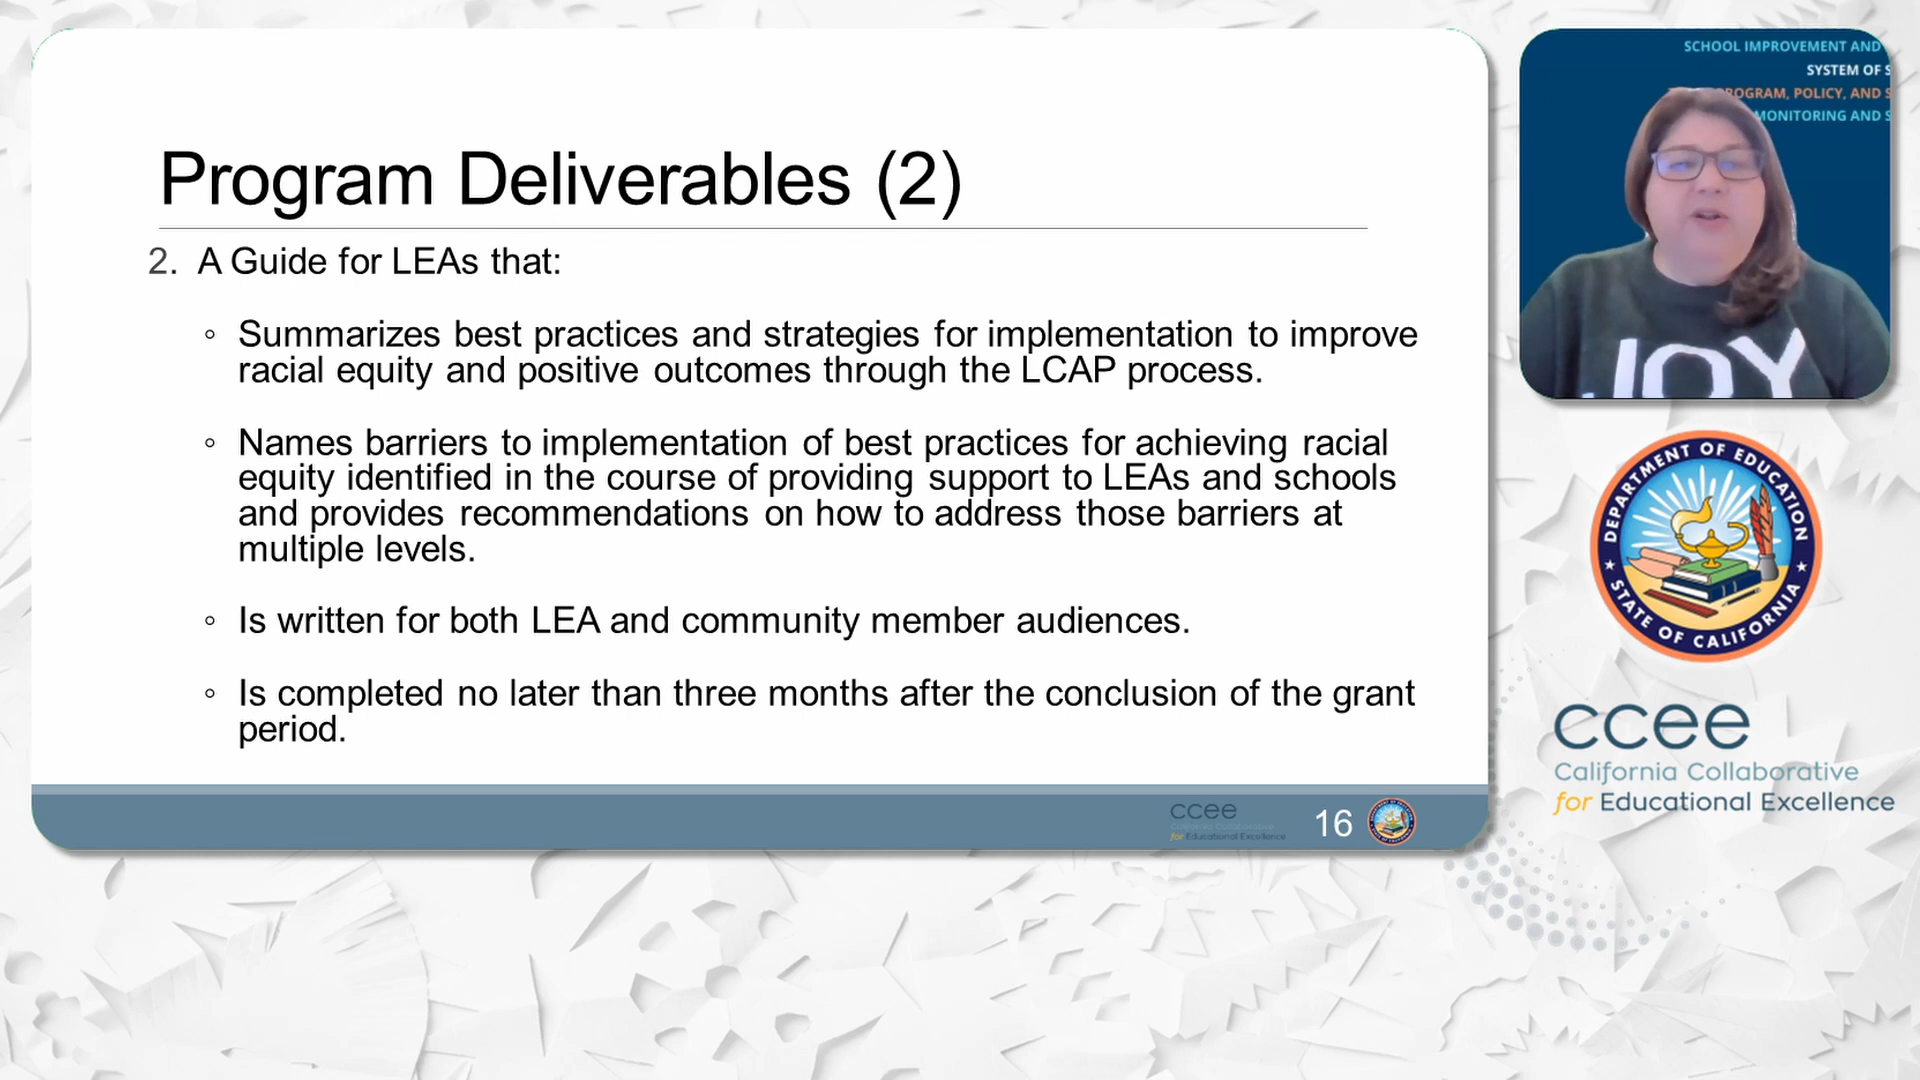 Program Deliverables (2)
2. A Guide for LEAs that:
◦ Summarizes best practices and strategies for implementation to improve
racial equity and positive outcomes through the LCAP process.
◦ Names barriers to implementation of best practices for achieving racial
equity identified in the course of providing support to LEAs and schools
and provides recommendations on how to address those barriers at
multiple levels.
◦ Is written for both LEA and community member audiences.
◦ Is completed no later than three months after the conclusion of the grant
period.
ccee
California Collaborative
for Educational Excellence
16
SCHOOL IMPROVEMENT AND
SYSTEM OF S
ROGRAM, POLICY, AND S
MONITORING AND S
JOY
DEPARTMENT OF EDUCATION
STATE OF CALIFORNIA
ccee
California Collaborative
for Educational Excellence